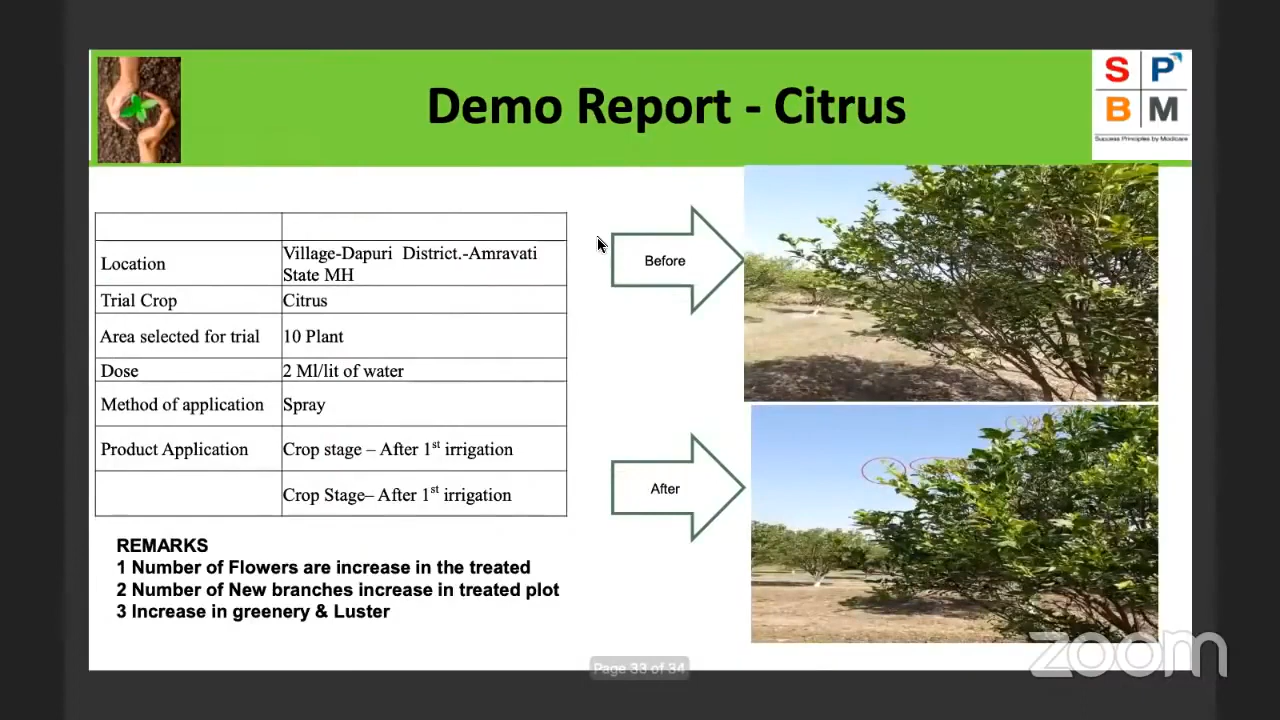 Demo Report - Citrus
S P
B M
Success Principles by Modicare
Location
Village-Dapuri District.-Amravati
State MH
Trial Crop
Citrus
Area selected for trial
10 Plant
Dose
2 Ml/lit of water
Method of application
Spray
Product Application
Crop stage – After 1st irrigation
Crop Stage– After 1st irrigation
Before
After
REMARKS
1 Number of Flowers are increase in the treated
2 Number of New branches increase in treated plot
3 Increase in greenery & Luster
Page 33 of 34
zoom